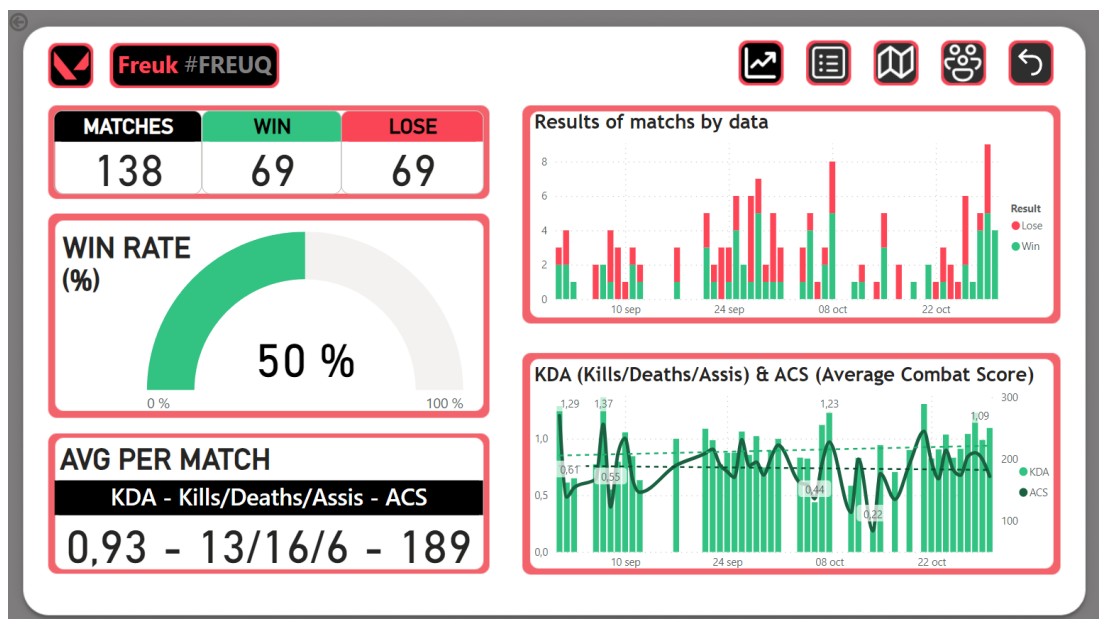 Freuk #FREUQ
MATCHES WIN LOSE
138 69 69
WIN RATE
(%)
50 %
0 % 100 %
AVG PER MATCH
KDA - Kills/Deaths/Assis - ACS
0,93 - 13/16/6 - 189
Results of matchs by data
8
6
4
2
0
10 sep 24 sep 08 oct 22 oct
Result
Lose
Win
KDA (Kills/Deaths/Assis) & ACS (Average Combat Score)
1,29 1,37 1,23 1,09
0,61 0,55 0,44 0,22
1,0
0,5
0,0
300
200
100
10 sep 24 sep 08 oct 22 oct
KDA
ACS